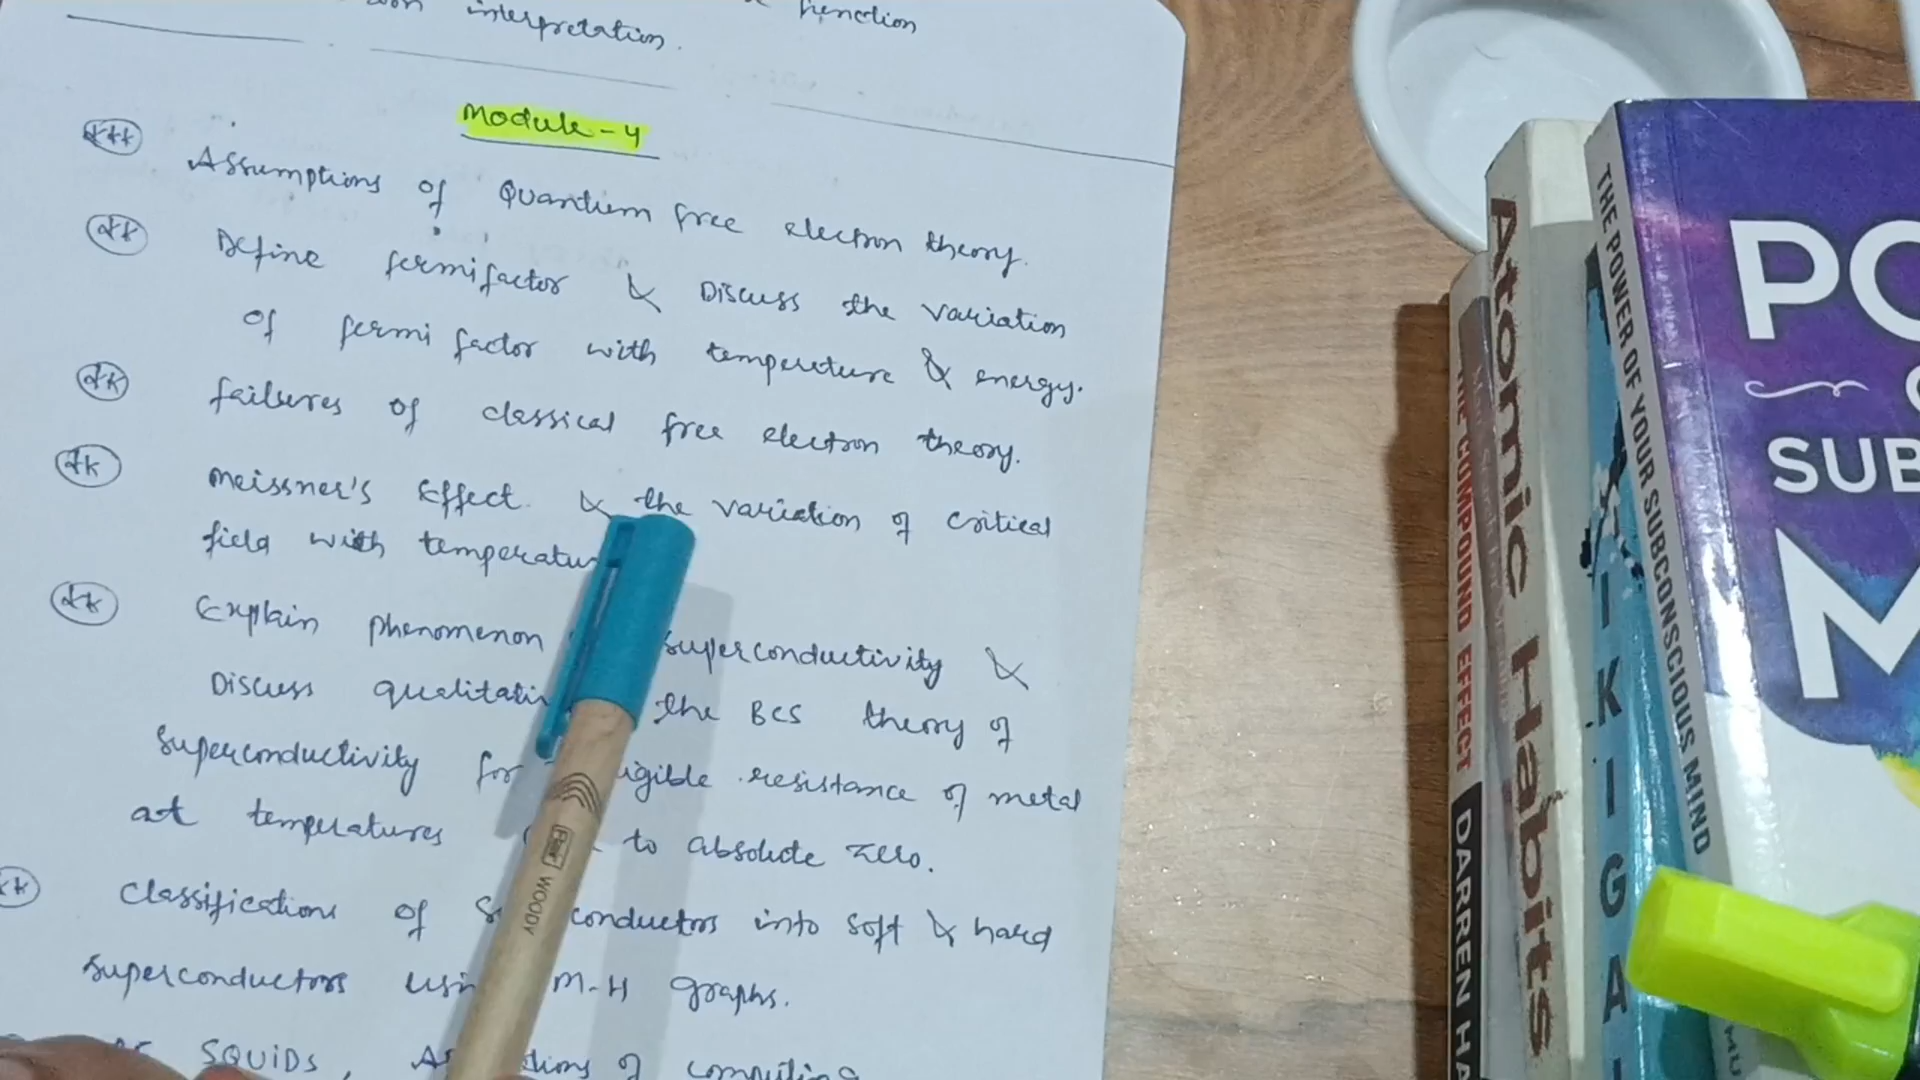 function
interpretation.
Module-4
*** Assumptions of Quantum free electron theory.
** Define fermifactor & Discuss the variation
of fermi factor with temperature & energy.
** failures of classical free electron theory.
** Meissner's Effect & the variation of critical
field with temperatur
** Explain phenomenon superconductivity &
Discuss the BCS theory of
superconductivity for resistance of metal
at temperatures to absolute zero.
** Classifications of conductors into soft & hard
superconductors M-H graphs.
SQUIDS, of
Flair WOODY
THE COMPOUND EFFECT
DARREN HA
Atomic Habits
IKIGA
THE POWER OF YOUR SUBCONSCIOUS MIND
PO
SUB
M